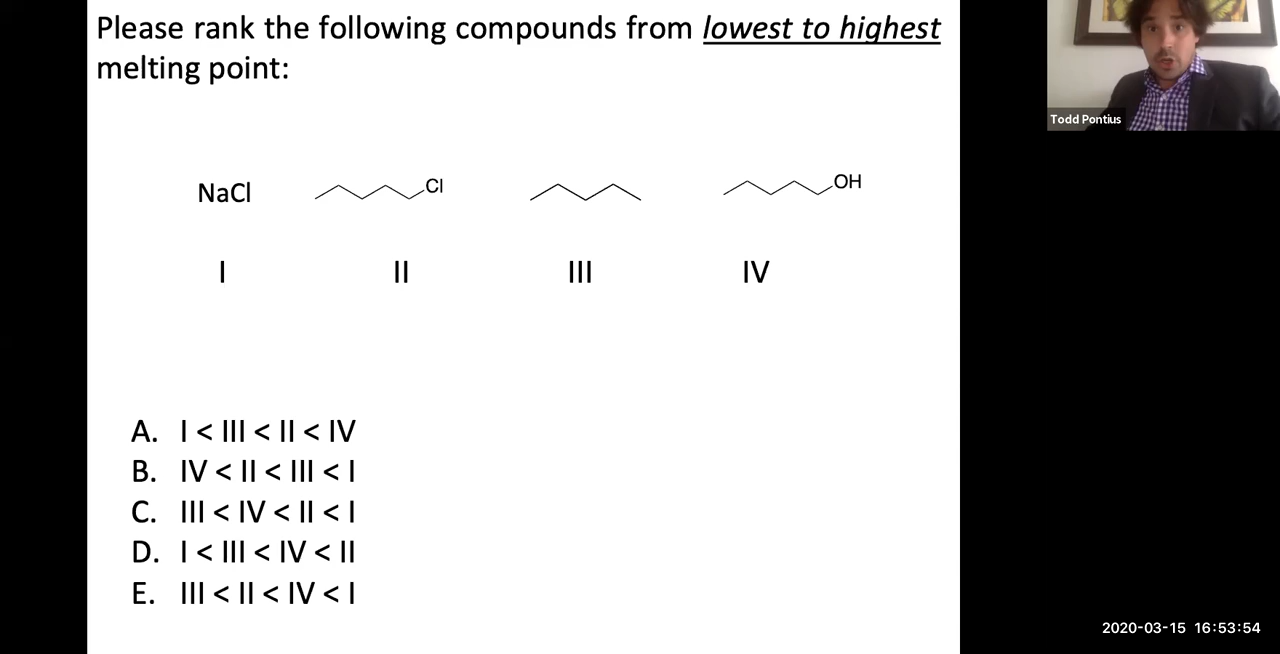 Please rank the following compounds from lowest to highest
melting point:
Todd Pontius
NaCl
Cl
OH
I
II
III
IV
A. I < III < II < IV
B. IV < II < III < I
C. III < IV < II < I
D. I < III < IV < II
E. III < II < IV < I
2020-03-15 16:53:54